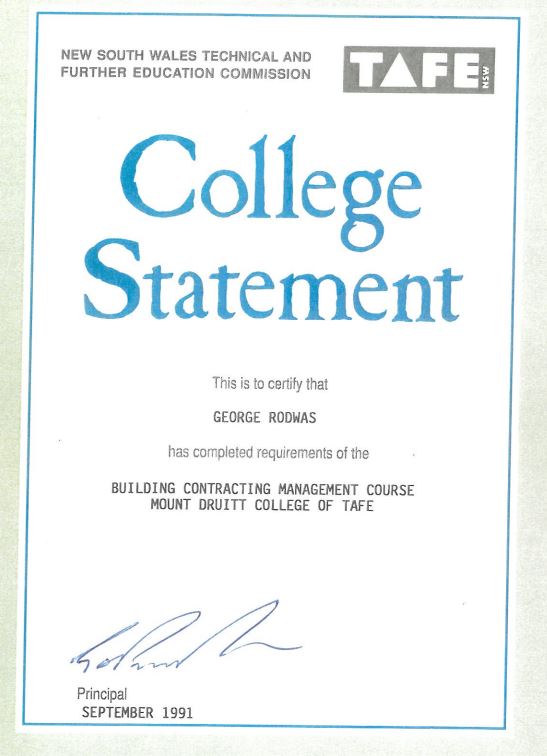 NEW SOUTH WALES TECHNICAL AND
FURTHER EDUCATION COMMISSION
TAFE
NSW
College
Statement
This is to certify that
GEORGE RODWAS
has completed requirements of the
BUILDING CONTRACTING MANAGEMENT COURSE
MOUNT DRUITT COLLEGE OF TAFE
Principal
SEPTEMBER 1991